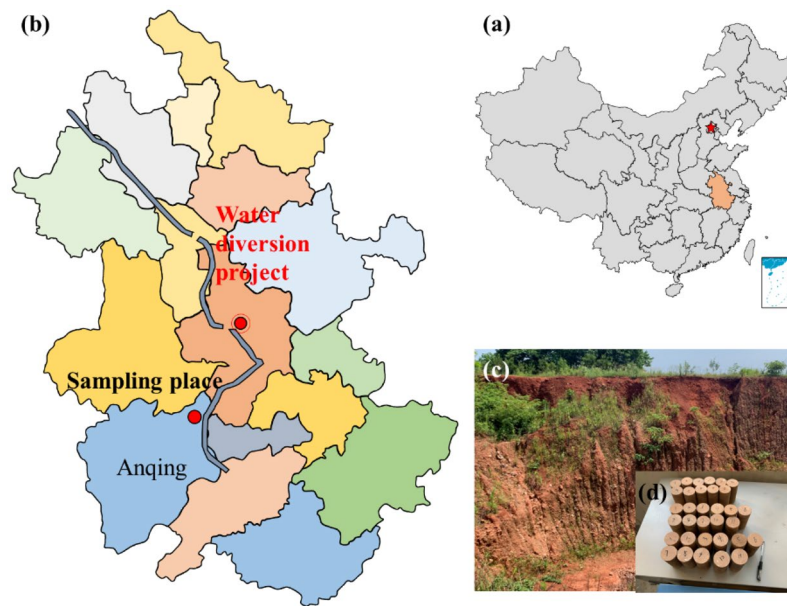 (b)
(a)
Water
diversion
project
Sampling place
Anqing
(c)
(d)